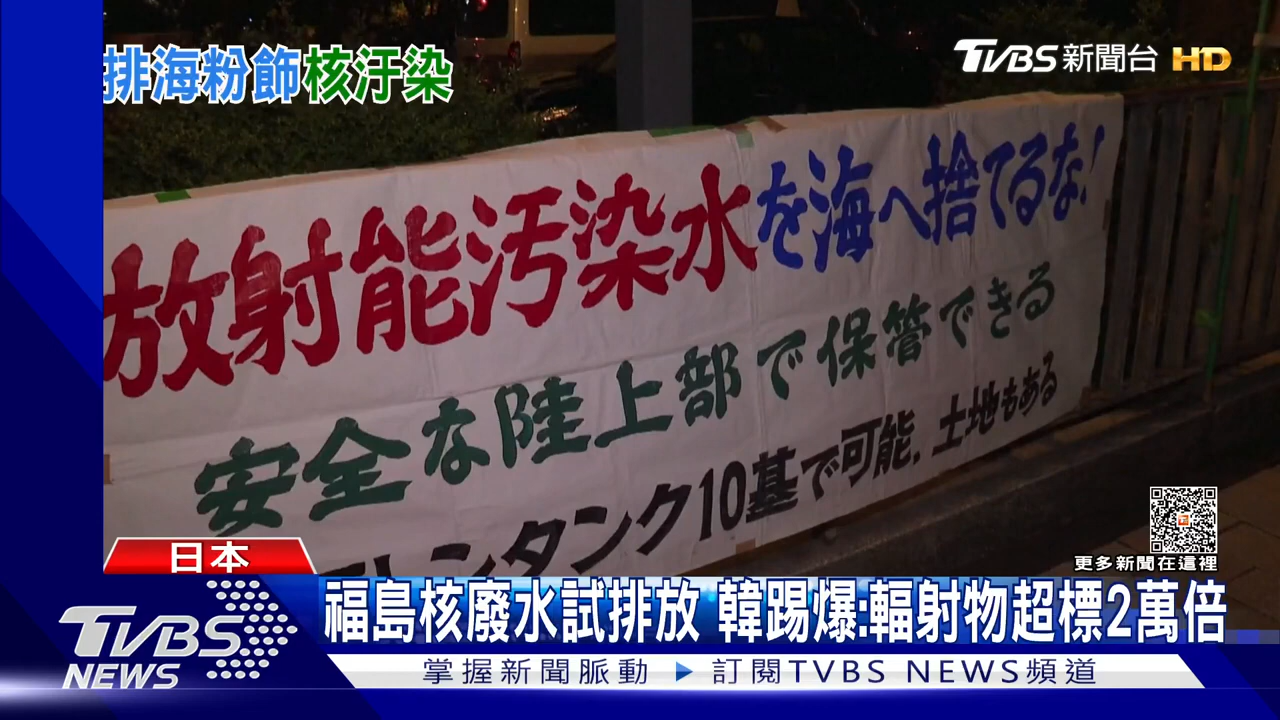 排海粉飾核汙染
TVBS新聞台 HD
放射能汚染水を海へ捨てるな!
安全な陸上部で保管できる
トンタンク10基で可能,土地もある
更多新聞在這裡
日本
福島核廢水試排放 韓踢爆:輻射物超標2萬倍
TVBS NEWS
掌握新聞脈動 訂閱TVBS NEWS頻道